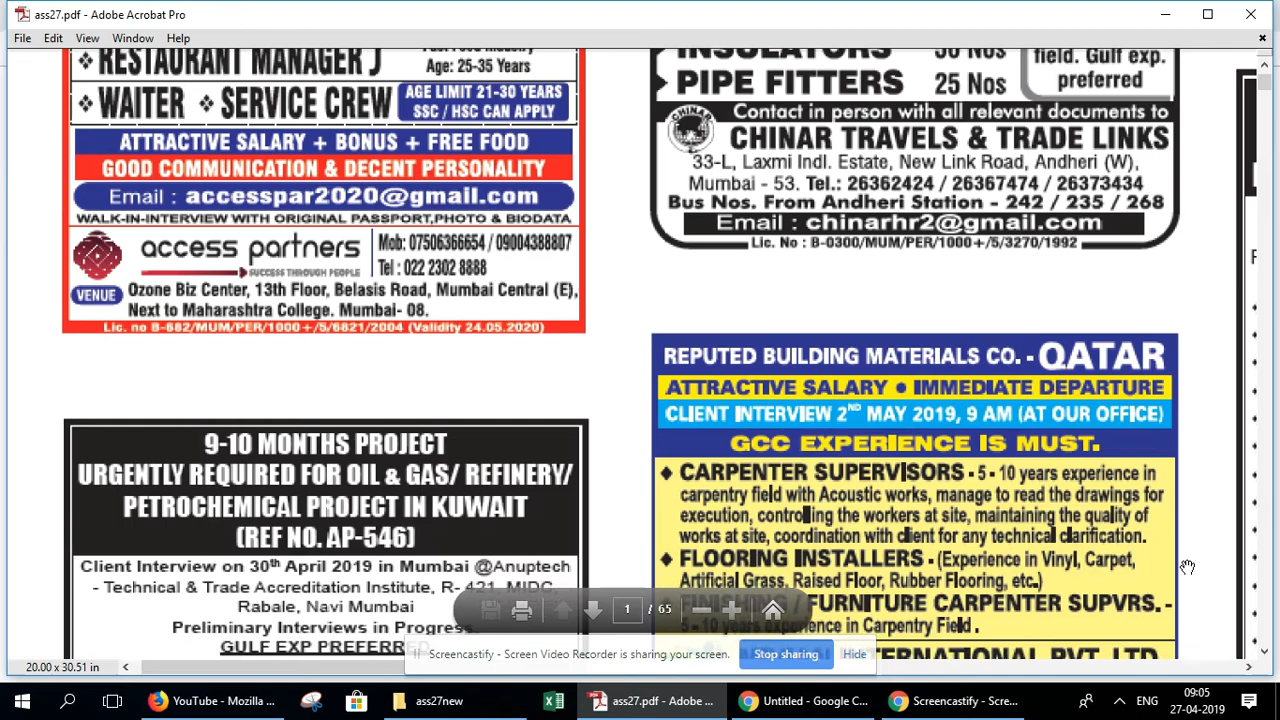 ass27.pdf - Adobe Acrobat Pro
File Edit View Window Help
RESTAURANT MANAGER
Age: 25-35 Years
WAITER ❖ SERVICE CREW
AGE LIMIT 21-30 YEARS
SSC / HSC CAN APPLY
ATTRACTIVE SALARY + BONUS + FREE FOOD
GOOD COMMUNICATION & DECENT PERSONALITY
Email : accesspar2020@gmail.com
WALK-IN-INTERVIEW WITH ORIGINAL PASSPORT,PHOTO & BIODATA
access partners
SUCCESS THROUGH PEOPLE
Mob: 07506366654 / 09004388807
Tel : 022 2302 8888
VENUE
Ozone Biz Center, 13th Floor, Belasis Road, Mumbai Central (E),
Next to Maharashtra College. Mumbai- 08.
Lic. no B-682/MUM/PER/1000+/5/6821/2004 (Validity 24.05.2020)
9-10 MONTHS PROJECT
URGENTLY REQUIRED FOR OIL & GAS/ REFINERY/
PETROCHEMICAL PROJECT IN KUWAIT
(REF NO. AP-546)
Client Interview on 30th April 2019 in Mumbai @Anuptech
- Technical & Trade Accreditation Institute, R- 421, MIDC,
Rabale, Navi Mumbai
Preliminary Interviews in Progress.
GULF EXP PREFERRED
INSULATORS 50 Nos
field. Gulf exp.
PIPE FITTERS 25 Nos
preferred
Contact in person with all relevant documents to
CHINAR
CHINAR TRAVELS & TRADE LINKS
33-L, Laxmi Indl. Estate, New Link Road, Andheri (W),
Mumbai - 53. Tel.: 26362424 / 26367474 / 26373434
Bus Nos. From Andheri Station - 242 / 235 / 268
Email : chinarhr2@gmail.com
Lic. No : B-0300/MUM/PER/1000+/5/3270/1992
REPUTED BUILDING MATERIALS CO. - QATAR
ATTRACTIVE SALARY • IMMEDIATE DEPARTURE
CLIENT INTERVIEW 2ND MAY 2019, 9 AM (AT OUR OFFICE)
GCC EXPERIENCE IS MUST.
♦ CARPENTER SUPERVISORS - 5 - 10 years experience in
carpentry field with Acoustic works, manage to read the drawings for
execution, controlling the workers at site, maintaining the quality of
works at site, coordination with client for any technical clarification.
♦ FLOORING INSTALLERS - (Experience in Vinyl, Carpet,
Artificial Grass, Raised Floor, Rubber Flooring, etc.)
FINISHING / FURNITURE CARPENTER SUPVRS. -
5 - 10 years experience in Carpentry Field .
INTERNATIONAL PVT. LTD.
1 / 65
Screencastify - Screen Video Recorder is sharing your screen. Stop sharing Hide
20.00 x 30.51 in
YouTube - Mozilla ... ass27new ass27.pdf - Adobe ... Untitled - Google C... Screencastify - Scre... ENG
09:05
27-04-2019